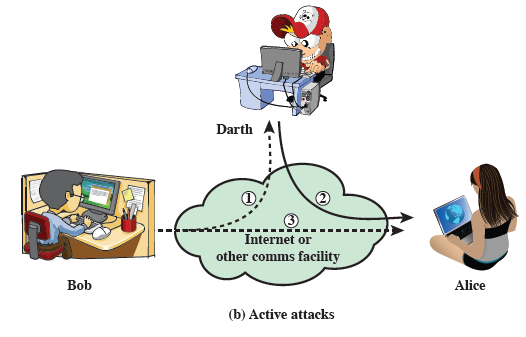 Darth
1
2
3
Internet or
other comms facility
Bob
Alice
(b) Active attacks